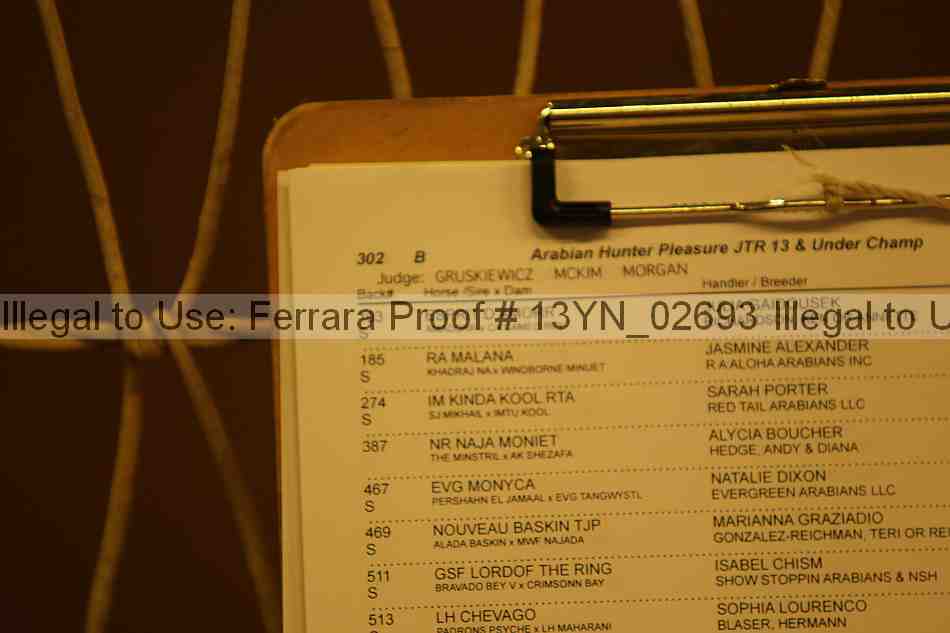 302 B Arabian Hunter Pleasure JTR 13 & Under Champ
Judge: GRUSKIEWICZ MCKIM MORGAN
Back# Horse /Sire x Dam Handler / Breeder
Illegal to Use: Ferrara Proof # 13YN_02693 Illegal to U
S
185 RA MALANA JASMINE ALEXANDER
S KHADRAJ NA x WINDBORNE MINUET R A ALOHA ARABIANS INC
274 IM KINDA KOOL RTA SARAH PORTER
S SJ MIKHAIL x IMTU KOOL RED TAIL ARABIANS LLC
387 NR NAJA MONIET ALYCIA BOUCHER
THE MINSTRIL x AK SHEZAFA HEDGE, ANDY & DIANA
467 EVG MONYCA NATALIE DIXON
S PERSHAHN EL JAMAAL x EVG TANGWYSTL EVERGREEN ARABIANS LLC
469 NOUVEAU BASKIN TJP MARIANNA GRAZIADIO
S ALADA BASKIN x MWF NAJADA GONZALEZ-REICHMAN, TERI OR REI
511 GSF LORDOF THE RING ISABEL CHISM
S BRAVADO BEY V x CRIMSONN BAY SHOW STOPPIN ARABIANS & NSH
513 LH CHEVAGO SOPHIA LOURENCO
S PADRONS PSYCHE x LH MAHARANI BLASER, HERMANN